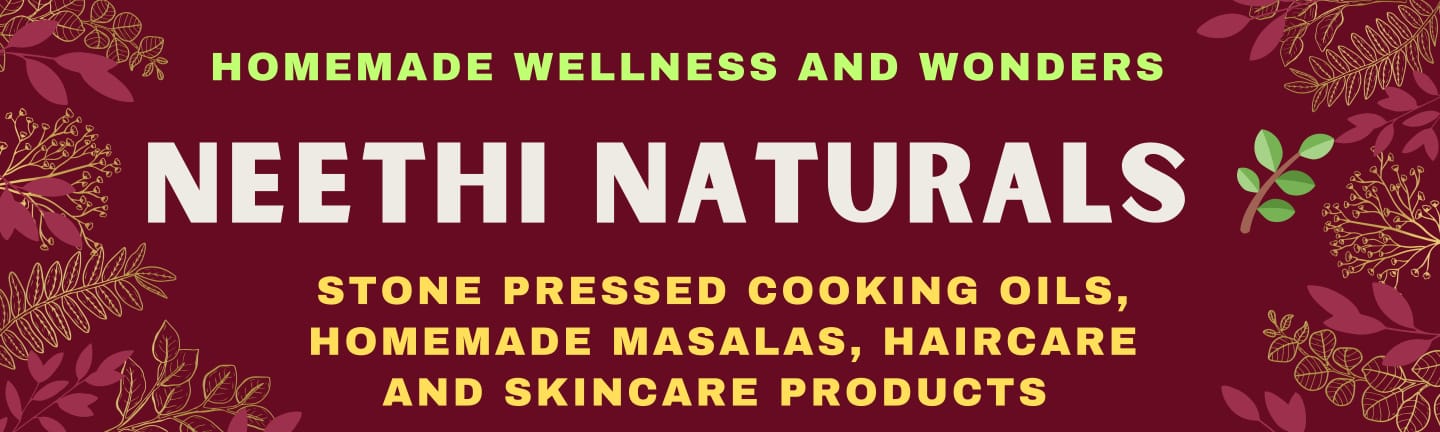 HOMEMADE WELLNESS AND WONDERS
NEETHI NATURALS
STONE PRESSED COOKING OILS,
HOMEMADE MASALAS, HAIRCARE
AND SKINCARE PRODUCTS